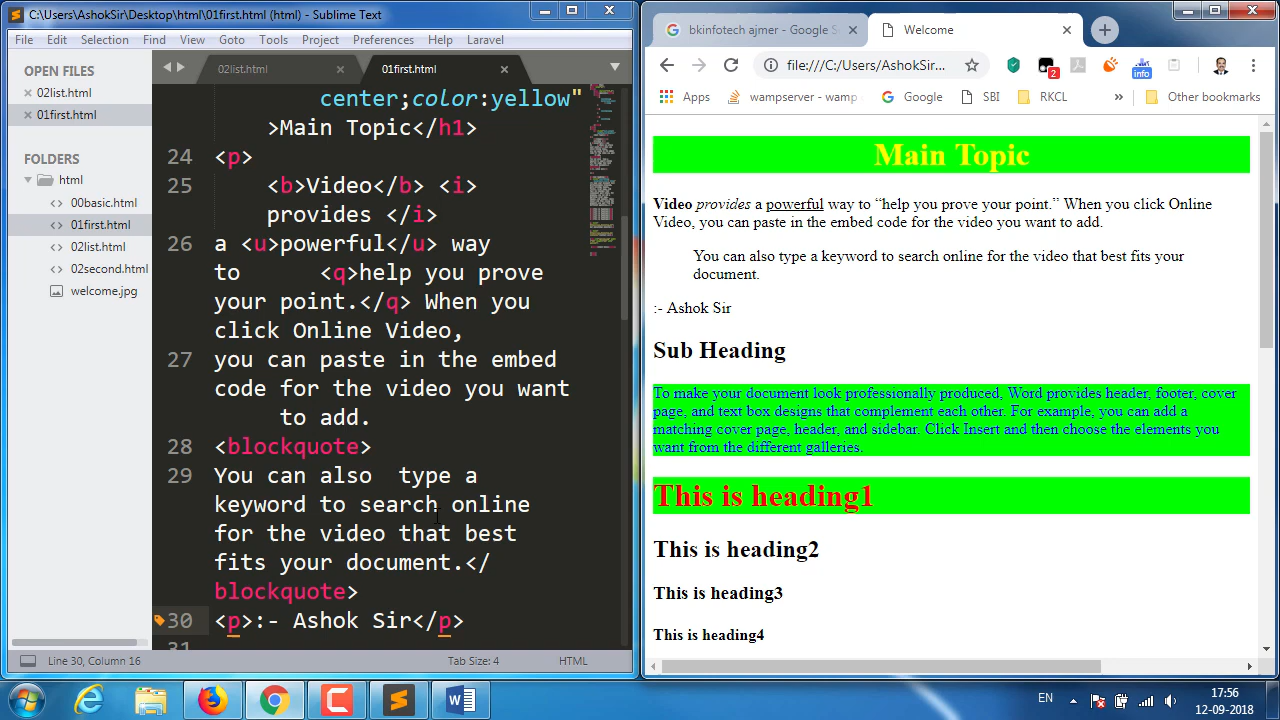 C:\Users\AshokSir\Desktop\html\01first.html (html) - Sublime Text
File Edit Selection Find View Goto Tools Project Preferences Help Laravel
OPEN FILES
02list.html
01first.html
FOLDERS
html
00basic.html
01first.html
02list.html
02second.html
welcome.jpg
02list.html
01first.html
center;color:yellow"
>Main Topic</h1>
24 <p>
25 <b>Video</b> <i>
provides </i>
26 a <u>powerful</u> way
to <q>help you prove
your point.</q> When you
click Online Video,
27 you can paste in the embed
code for the video you want
to add.
28 <blockquote>
29 You can also type a
keyword to search online
for the video that best
fits your document.</
blockquote>
30 <p>:- Ashok Sir</p>
31
Line 30, Column 16
Tab Size: 4
HTML
bkinfotech ajmer - Google S
Welcome
file:///C:/Users/AshokSir...
2
info
Apps
wampserver - wamp
Google
SBI
RKCL
»
Other bookmarks
Main Topic
Video provides a powerful way to “help you prove your point.” When you click Online
Video, you can paste in the embed code for the video you want to add.
You can also type a keyword to search online for the video that best fits your
document.
:- Ashok Sir
Sub Heading
To make your document look professionally produced, Word provides header, footer, cover
page, and text box designs that complement each other. For example, you can add a
matching cover page, header, and sidebar. Click Insert and then choose the elements you
want from the different galleries.
This is heading1
This is heading2
This is heading3
This is heading4
EN
17:56
12-09-2018